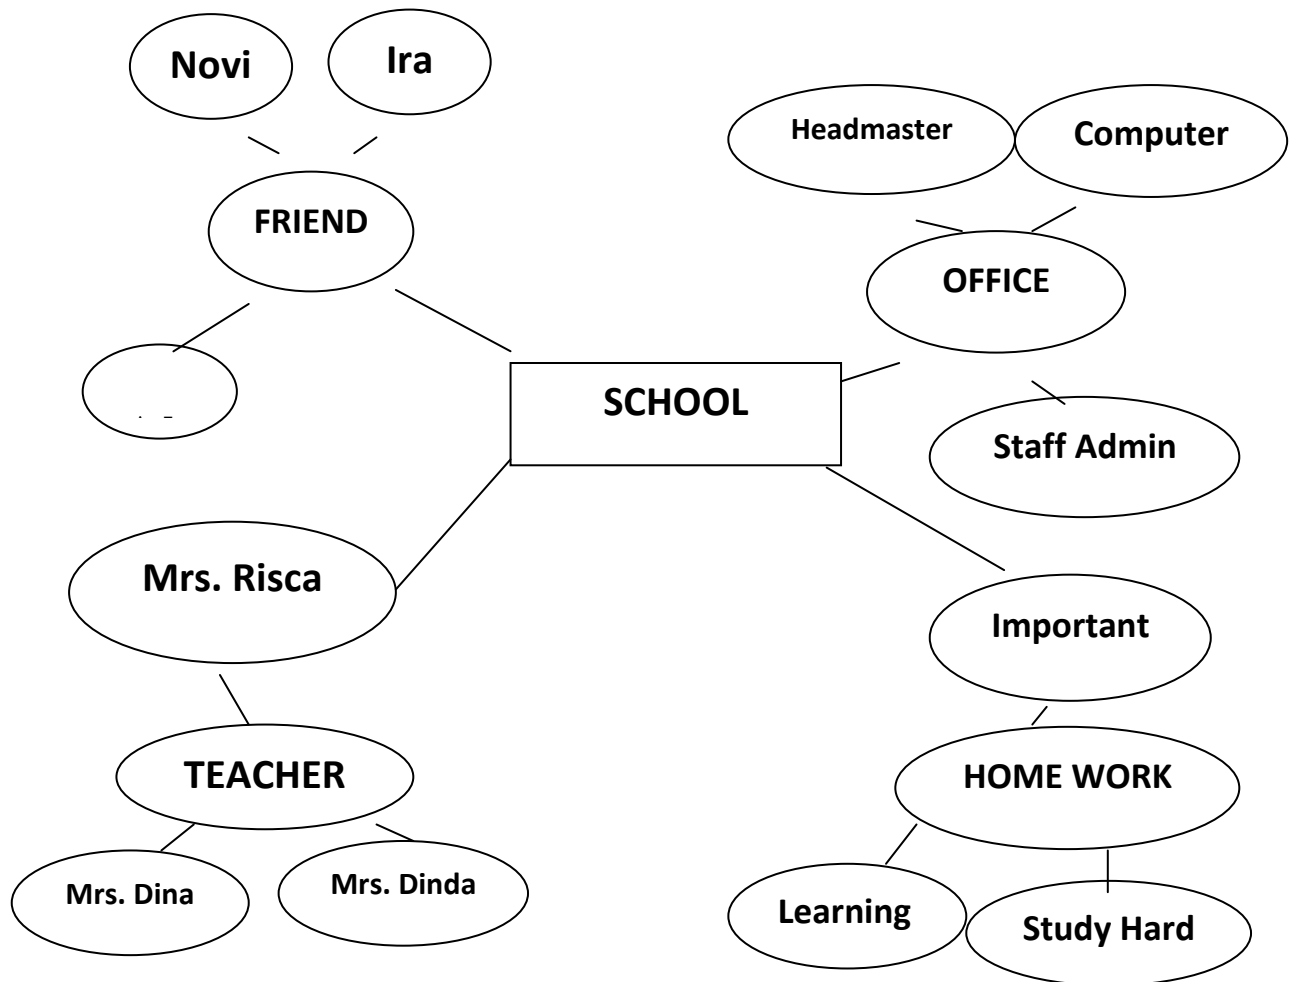 Novi
Ira
Headmaster
Computer
FRIEND
OFFICE
SCHOOL
Staff Admin
Mrs. Risca
Important
TEACHER
HOME WORK
Mrs. Dina
Mrs. Dinda
Learning
Study Hard